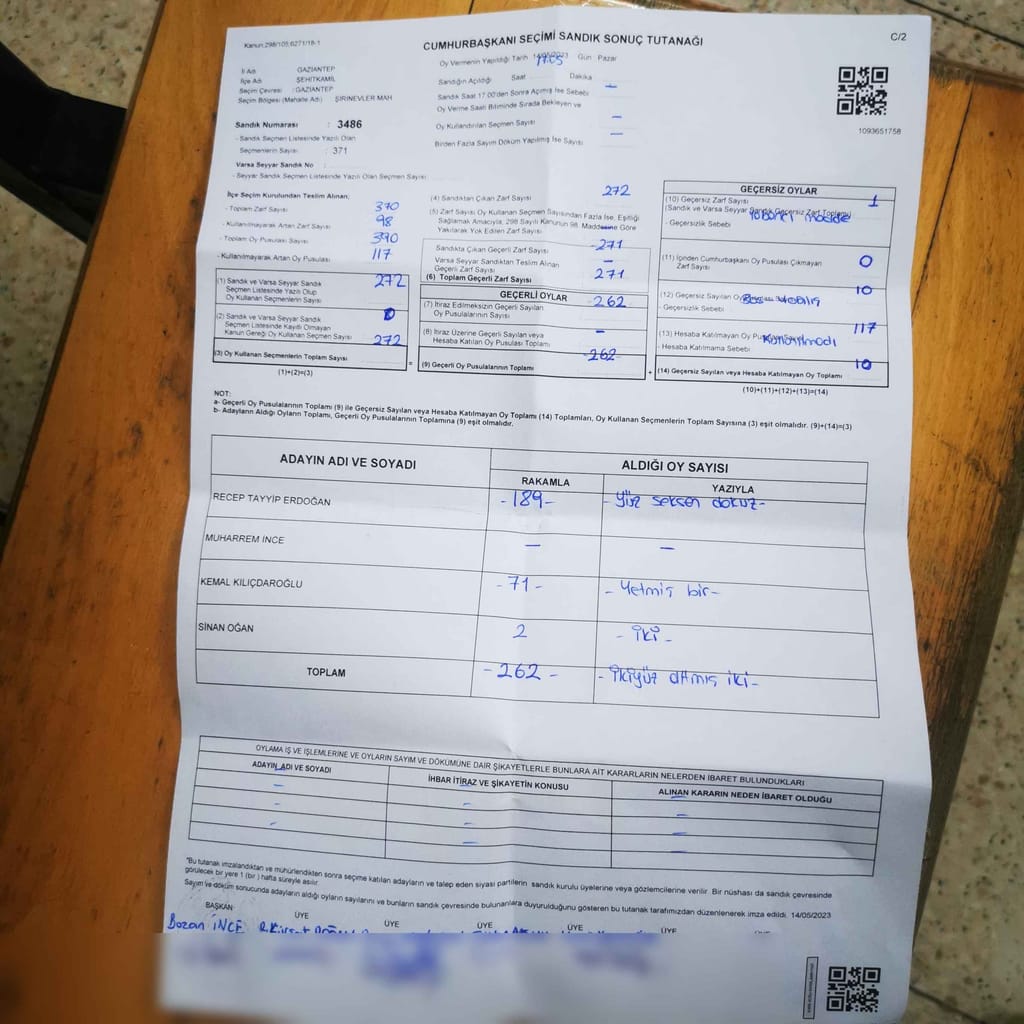 Kanun:298/105;6271/18-1
CUMHURBAŞKANI SEÇİMİ SANDIK SONUÇ TUTANAĞI
C/2
İl Adı GAZİANTEP
İlçe Adı ŞEHİTKAMİL
Seçim Çevresi : GAZİANTEP
Seçim Bölgesi (Mahalle Adı) ŞİRİNEVLER MAH
Oy Vermenin Yapıldığı Tarih 14/05/2023 Gün Pazar
Sandığın Açıldığı Saat 17.05 Dakika
Sandık Saat 17:00'den Sonra Açılmış İse Sebebi —
Oy Verme Saati Bitiminde Sırada Bekleyen ve
Oy Kullandırılan Seçmen Sayısı —
Birden Fazla Sayım Döküm Yapılmış İse Sayısı —
1093651758
Sandık Numarası : 3486
- Sandık Seçmen Listesinde Yazılı Olan
Seçmenlerin Sayısı : 371
Varsa Seyyar Sandık No
- Seyyar Sandık Seçmen Listesinde Yazılı Olan Seçmen Sayısı
İlçe Seçim Kurulundan Teslim Alınan:
- Toplam Zarf Sayısı 370
- Kullanılmayarak Artan Zarf Sayısı 98
- Toplam Oy Pusulası Sayısı 390
- Kullanılmayarak Artan Oy Pusulası 117
(1) Sandık ve Varsa Seyyar Sandık
Seçmen Listesinde Yazılı Olup
Oy Kullanan Seçmenlerin Sayısı 272
(2) Sandık ve Varsa Seyyar Sandık
Seçmen Listesinde Kayıtlı Olmayan
Kanun Gereği Oy Kullanan Seçmen Sayısı 0
(3) Oy Kullanan Seçmenlerin Toplam Sayısı 272
(1)+(2)=(3)
(4) Sandıktan Çıkan Zarf Sayısı 272
(5) Zarf Sayısı Oy Kullanan Seçmen Sayısından Fazla İse, Eşitliği
Sağlamak Amacıyla, 298 Sayılı Kanunun 98. Maddesine Göre
Yakılarak Yok Edilen Zarf Sayısı —
Sandıkta Çıkan Geçerli Zarf Sayısı -271
Varsa Seyyar Sandıktan Teslim Alınan
Geçerli Zarf Sayısı —
(6) Toplam Geçerli Zarf Sayısı 271
GEÇERLİ OYLAR
(7) İtiraz Edilmeksizin Geçerli Sayılan
Oy Pusulalarının Sayısı -262
(8) İtiraz Üzerine Geçerli Sayılan veya
Hesaba Katılan Oy Pusulası Toplamı —
(9) Geçerli Oy Pusulalarının Toplamı -262-
GEÇERSİZ OYLAR
(10) Geçersiz Zarf Sayısı 1
(Sandık ve Varsa Seyyar Sandık Geçersiz Zarf Toplamı)
- Geçersizlik Sebebi Yabancı madde
(11) İçinden Cumhurbaşkanı Oy Pusulası Çıkmayan
Zarf Sayısı 0
(12) Geçersiz Sayılan Oy 10
- Geçersizlik Sebebi
(13) Hesaba Katılmayan Oy 117
- Hesaba Katılmama Sebebi
(14) Geçersiz Sayılan veya Hesaba Katılmayan Oy Toplamı 10
(10)+(11)+(12)+(13)=(14)
NOT:
a- Geçerli Oy Pusulalarının Toplamı (9) ile Geçersiz Sayılan veya Hesaba Katılmayan Oy Toplamı (14) Toplamları, Oy Kullanan Seçmenlerin Toplam Sayısına (3) eşit olmalıdır. (9)+(14)=(3)
b- Adayların Aldığı Oyların Toplamı, Geçerli Oy Pusulalarının Toplamına (9) eşit olmalıdır.
ADAYIN ADI VE SOYADI ALDIĞI OY SAYISI
RAKAMLA YAZIYLA
RECEP TAYYİP ERDOĞAN -189- - yüz seksen dokuz-
MUHARREM İNCE — —
KEMAL KILIÇDAROĞLU -71- - Yetmiş bir-
SİNAN OĞAN 2 - iki -
TOPLAM -262- - ikiyüz altmış iki-
OYLAMA İŞ VE İŞLEMLERİNE VE OYLARIN SAYIM VE DÖKÜMÜNE DAİR ŞİKAYETLERLE BUNLARA AİT KARARLARIN NELERDEN İBARET BULUNDUKLARI
ADAYIN ADI VE SOYADI İHBAR İTİRAZ VE ŞİKAYETİN KONUSU ALINAN KARARIN NEDEN İBARET OLDUĞU
*Bu tutanak imzalandıktan ve mühürlendikten sonra seçime katılan adayların ve talep eden siyasi partilerin sandık kurulu üyelerine veya gözlemcilerine verilir. Bir nüshası da sandık çevresinde
görülecek bir yere 1 (bir) hafta süreyle asılır.
Sayım ve döküm sonucunda adayların aldığı oyların sayılarını ve bunların sandık çevresinde bulunanlara duyurulduğunu gösteren bu tutanak tarafımızdan düzenlenerek imza edildi. 14/05/2023
BAŞKAN ÜYE ÜYE ÜYE ÜYE ÜYE
Bozan İNCE